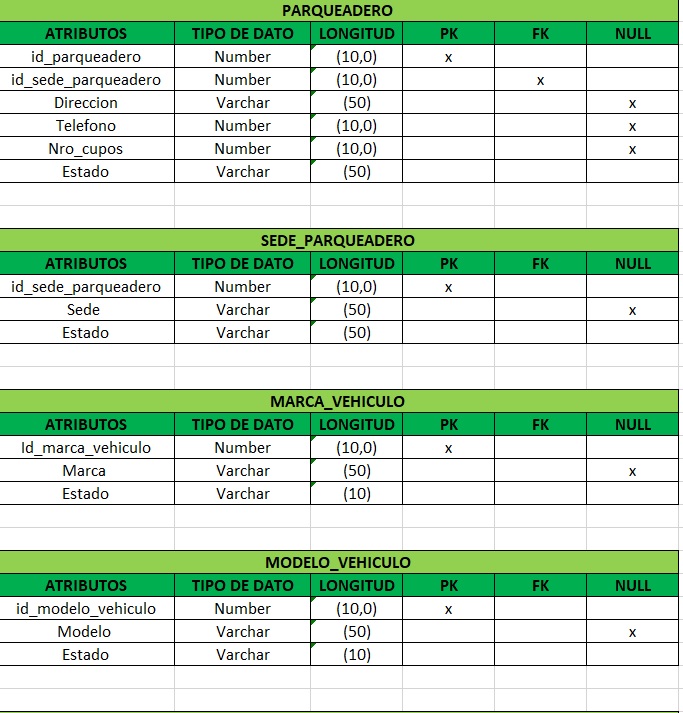 PARQUEADERO
ATRIBUTOS TIPO DE DATO LONGITUD PK FK NULL
id_parqueadero Number (10,0) x
id_sede_parqueadero Number (10,0) x
Direccion Varchar (50) x
Telefono Number (10,0) x
Nro_cupos Number (10,0) x
Estado Varchar (50)
SEDE_PARQUEADERO
ATRIBUTOS TIPO DE DATO LONGITUD PK FK NULL
id_sede_parqueadero Number (10,0) x
Sede Varchar (50) x
Estado Varchar (50)
MARCA_VEHICULO
ATRIBUTOS TIPO DE DATO LONGITUD PK FK NULL
Id_marca_vehiculo Number (10,0) x
Marca Varchar (50) x
Estado Varchar (10)
MODELO_VEHICULO
ATRIBUTOS TIPO DE DATO LONGITUD PK FK NULL
id_modelo_vehiculo Number (10,0) x
Modelo Varchar (50) x
Estado Varchar (10)